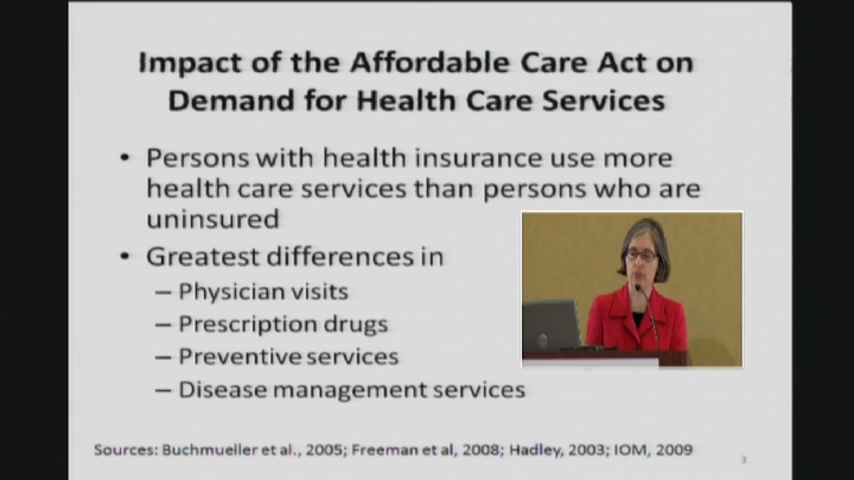 Impact of the Affordable Care Act on
Demand for Health Care Services
• Persons with health insurance use more
health care services than persons who are
uninsured
• Greatest differences in
– Physician visits
– Prescription drugs
– Preventive services
– Disease management services
Sources: Buchmueller et al., 2005; Freeman et al, 2008; Hadley, 2003; IOM, 2009
3